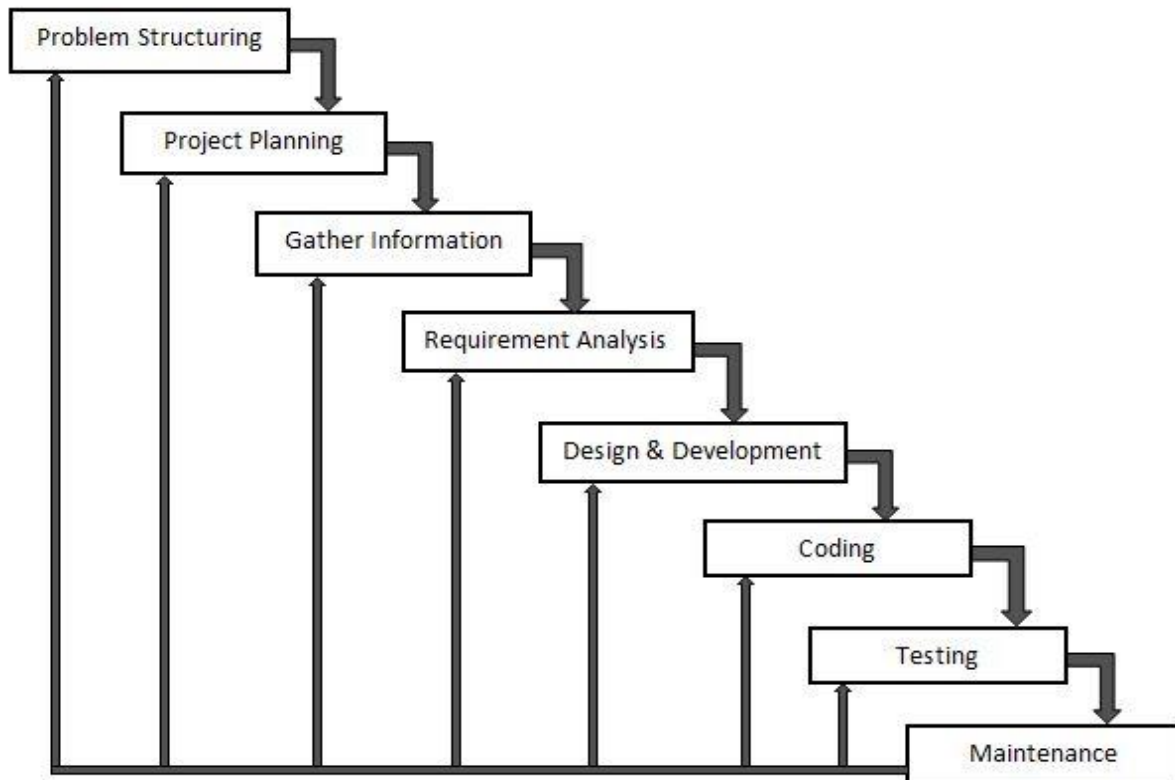 Problem Structuring
Project Planning
Gather Information
Requirement Analysis
Design & Development
Coding
Testing
Maintenance